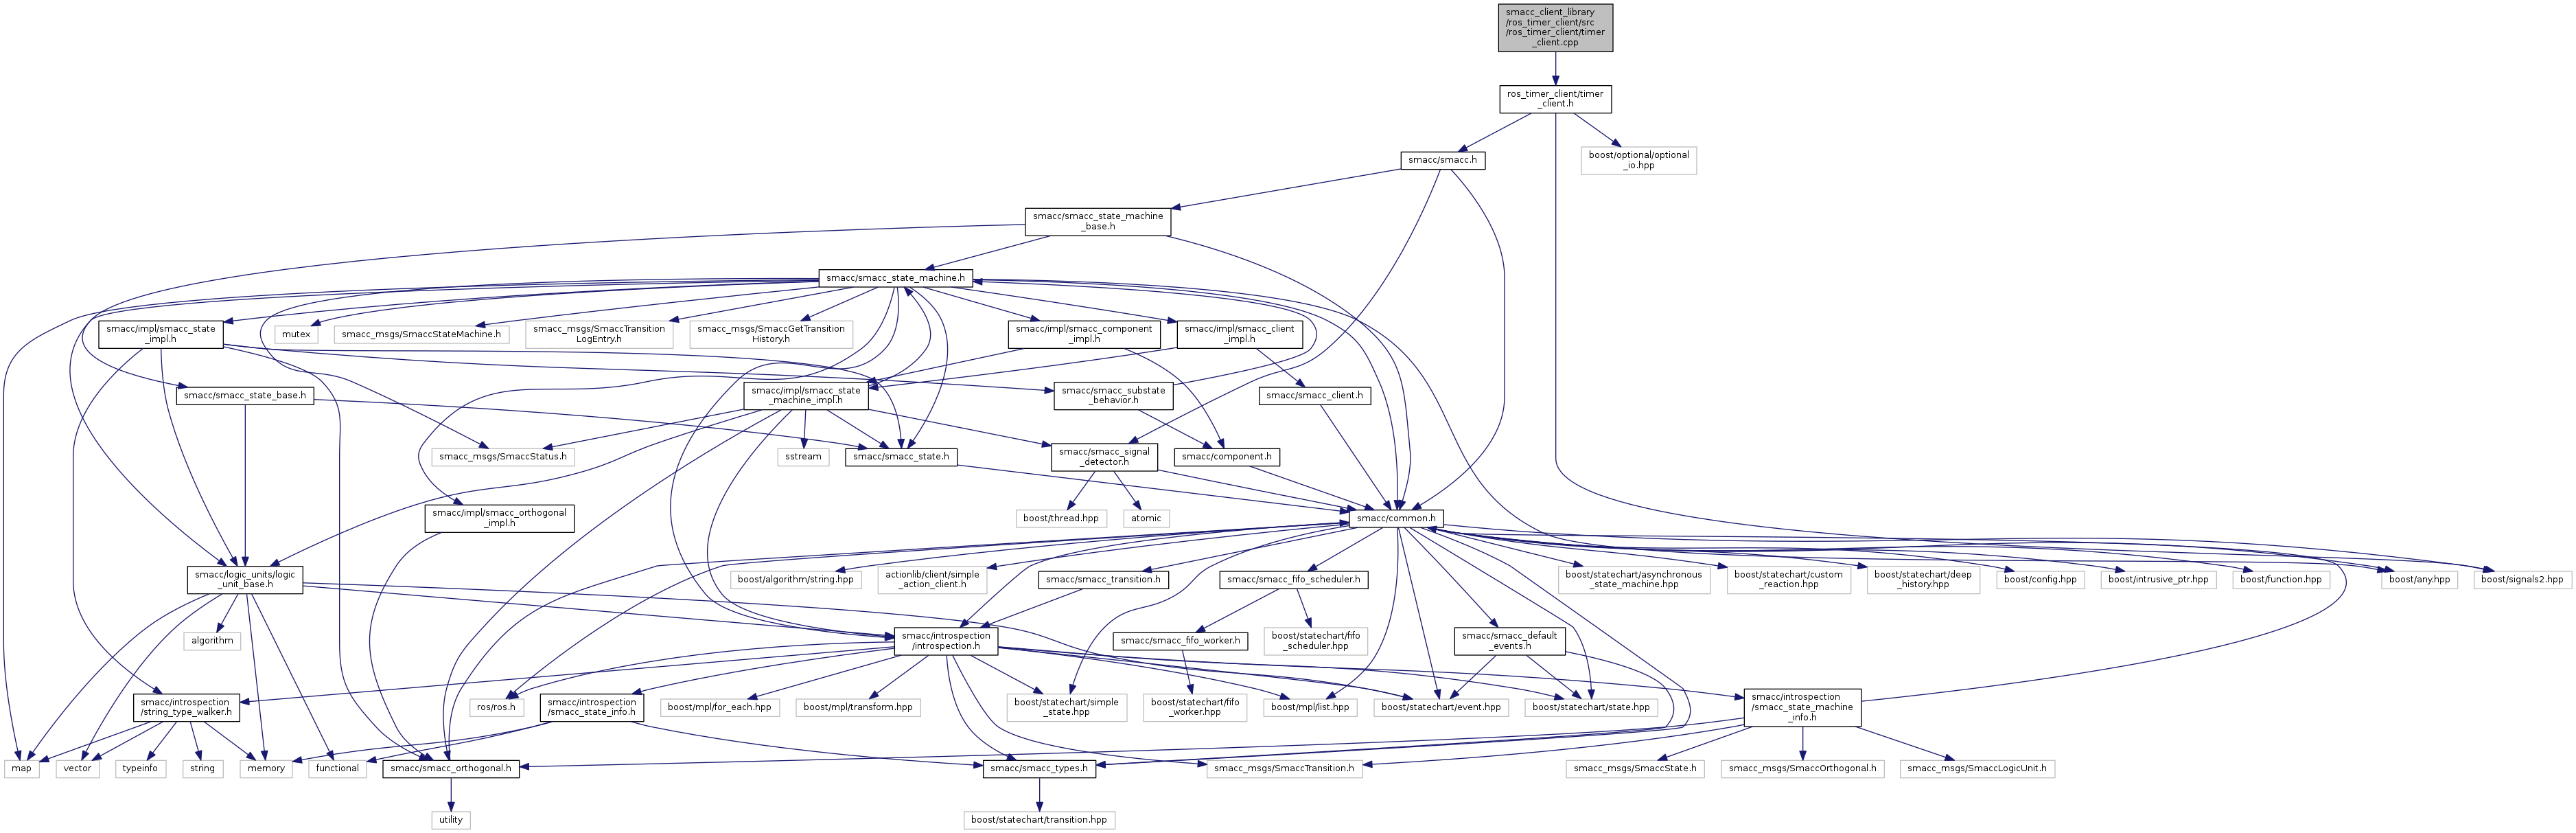 smacc_client_library
/ros_timer_client/src
/ros_timer_client/timer
_client.cpp
ros_timer_client/timer
_client.h
smacc/smacc.h
boost/optional/optional
_io.hpp
smacc/smacc_state_machine
_base.h
smacc/smacc_state_machine.h
smacc/impl/smacc_state
_impl.h
mutex
smacc_msgs/SmaccStateMachine.h
smacc_msgs/SmaccTransition
LogEntry.h
smacc_msgs/SmaccGetTransition
History.h
smacc/impl/smacc_component
_impl.h
smacc/impl/smacc_client
_impl.h
smacc/smacc_state_base.h
smacc/impl/smacc_state
_machine_impl.h
smacc/smacc_substate
_behavior.h
smacc/smacc_client.h
smacc_msgs/SmaccStatus.h
sstream
smacc/smacc_state.h
smacc/smacc_signal
_detector.h
smacc/component.h
smacc/impl/smacc_orthogonal
_impl.h
boost/thread.hpp
atomic
smacc/common.h
smacc/logic_units/logic
_unit_base.h
boost/algorithm/string.hpp
actionlib/client/simple
_action_client.h
smacc/smacc_transition.h
smacc/smacc_fifo_scheduler.h
boost/statechart/asynchronous
_state_machine.hpp
boost/statechart/custom
_reaction.hpp
boost/statechart/deep
_history.hpp
boost/config.hpp
boost/intrusive_ptr.hpp
boost/function.hpp
boost/any.hpp
boost/signals2.hpp
algorithm
smacc/introspection
/introspection.h
smacc/smacc_fifo_worker.h
boost/statechart/fifo
_scheduler.hpp
smacc/smacc_default
_events.h
smacc/introspection
/string_type_walker.h
ros/ros.h
smacc/introspection
/smacc_state_info.h
boost/mpl/for_each.hpp
boost/mpl/transform.hpp
boost/statechart/simple
_state.hpp
boost/statechart/fifo
_worker.hpp
boost/mpl/list.hpp
boost/statechart/event.hpp
boost/statechart/state.hpp
smacc/introspection
/smacc_state_machine
_info.h
map
vector
typeinfo
string
memory
functional
smacc/smacc_orthogonal.h
smacc/smacc_types.h
smacc_msgs/SmaccTransition.h
smacc_msgs/SmaccState.h
smacc_msgs/SmaccOrthogonal.h
smacc_msgs/SmaccLogicUnit.h
utility
boost/statechart/transition.hpp